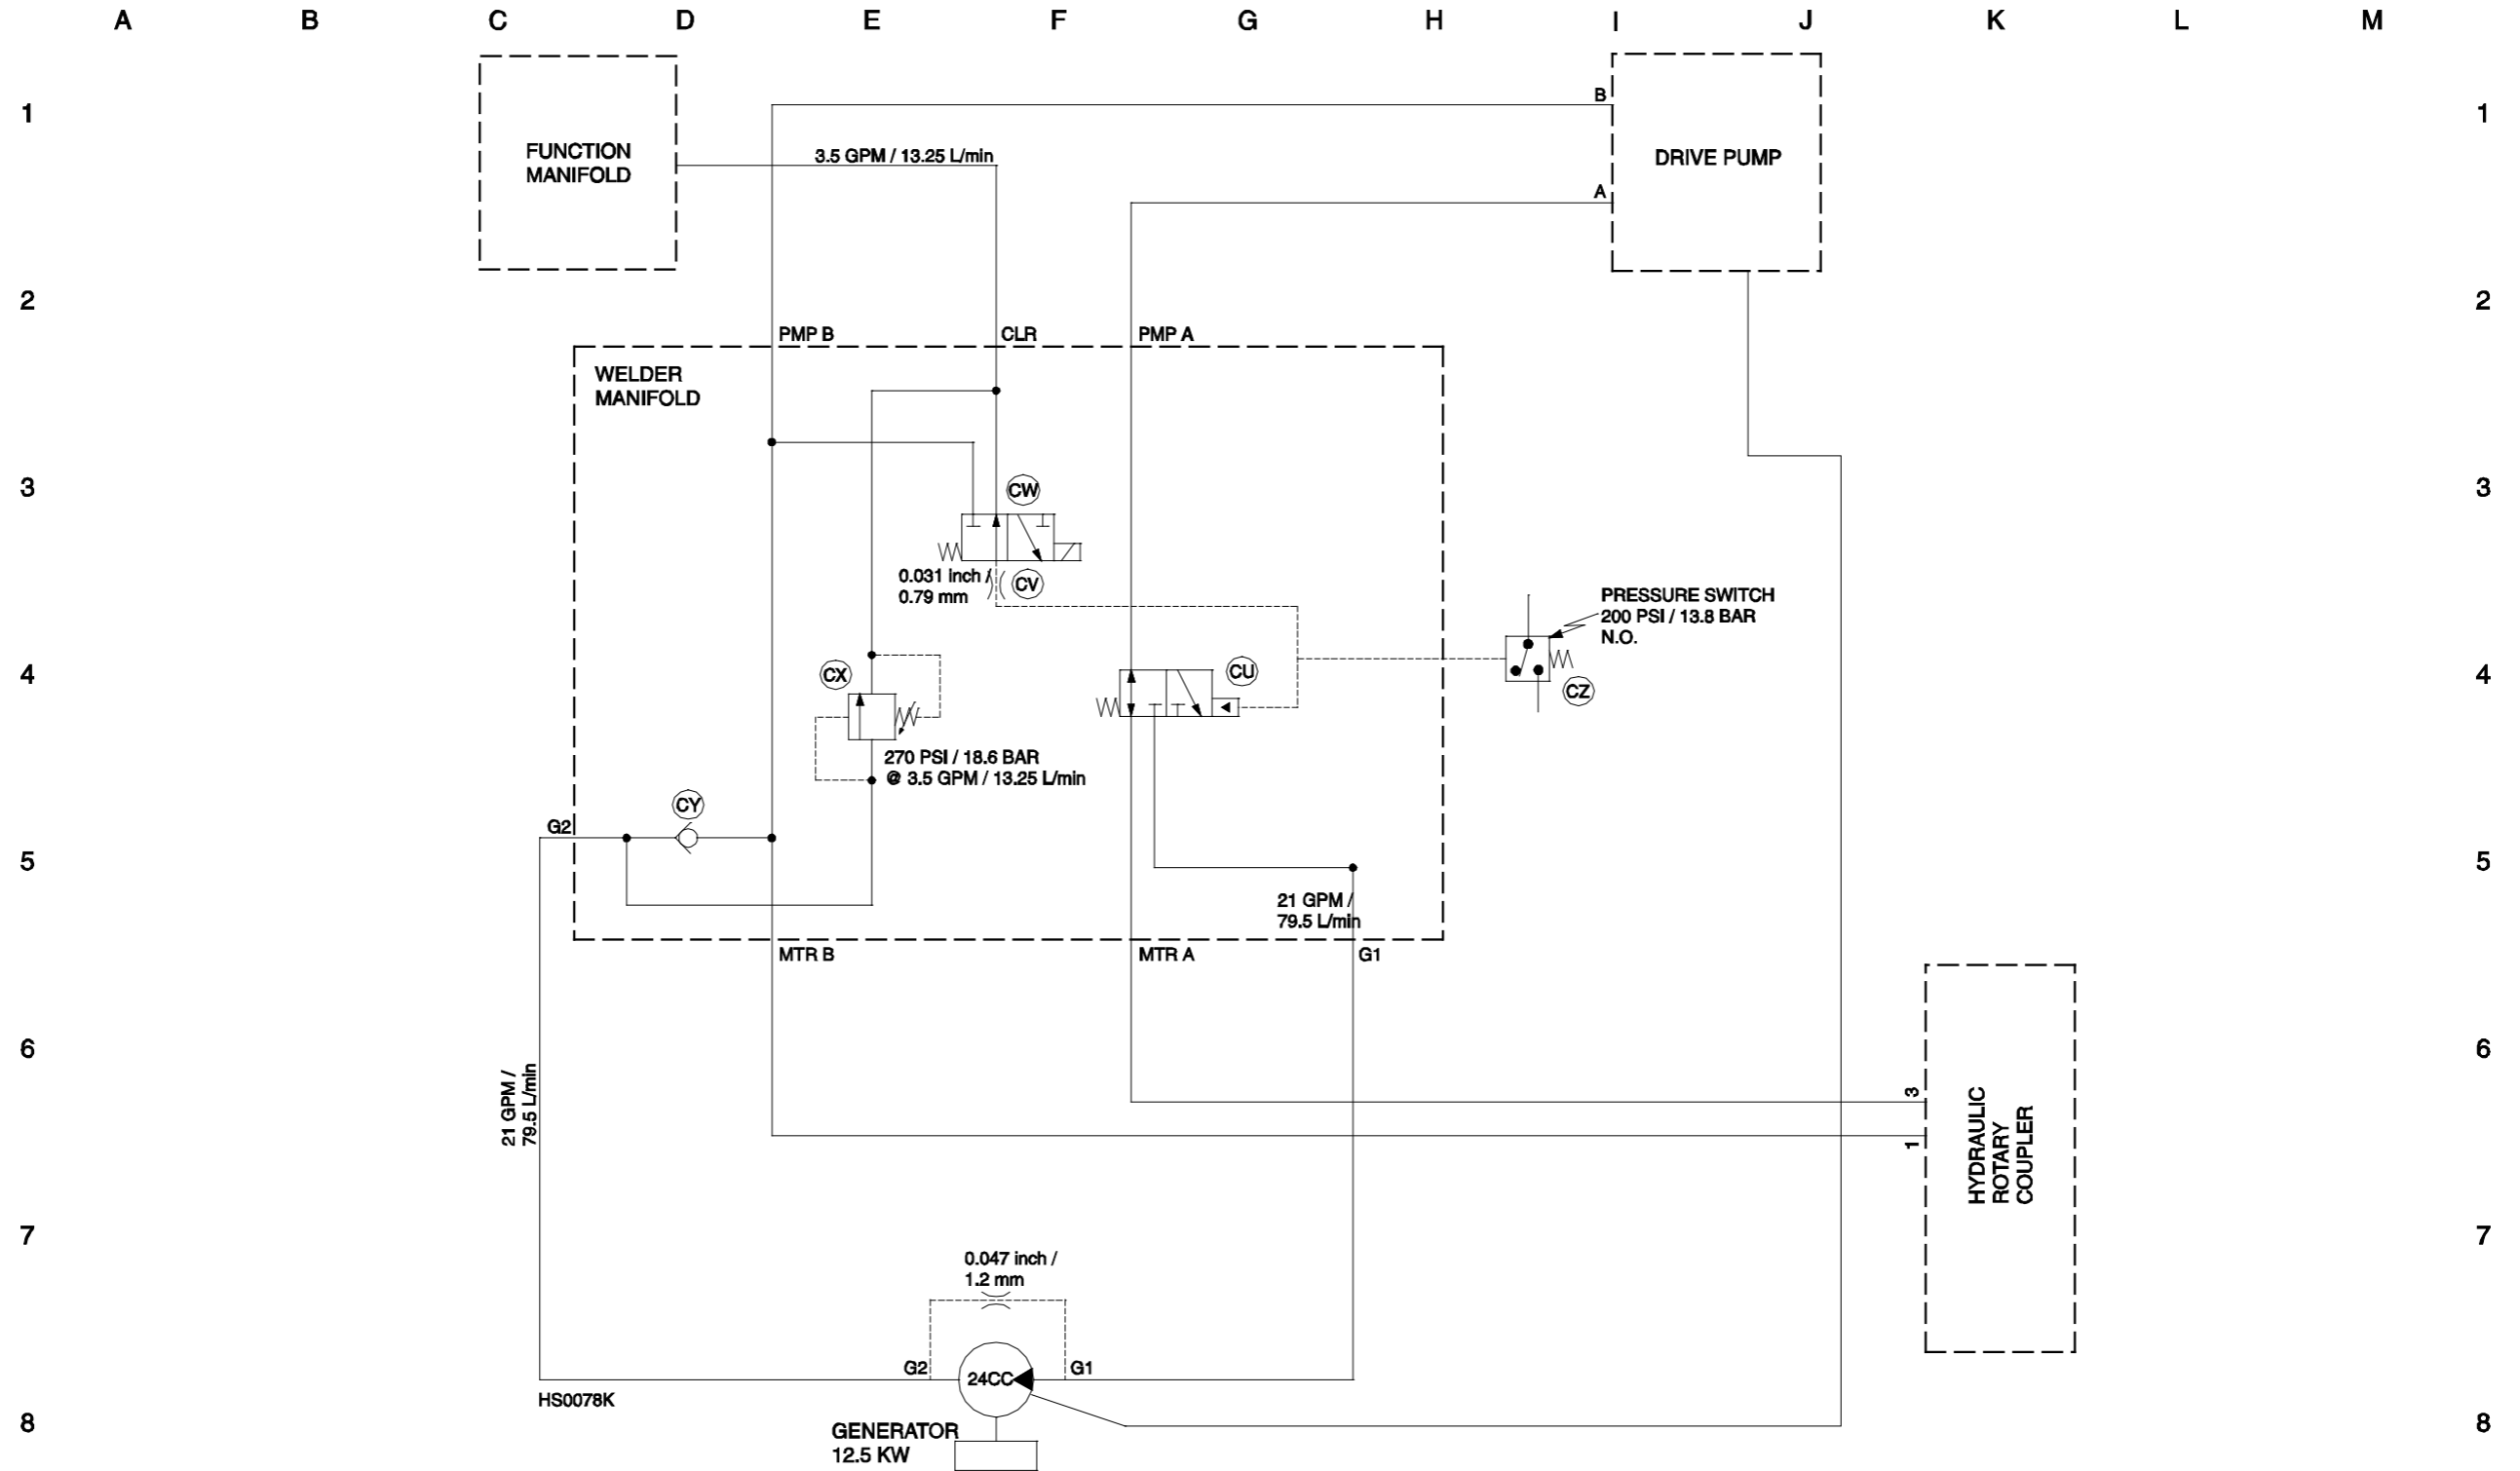 A B C D E F G H I J K L M
1 1
2 2
3 3
4 4
5 5
6 6
7 7
8 8
FUNCTION
MANIFOLD
3.5 GPM / 13.25 L/min
B
A
DRIVE PUMP
PMP B
CLR
PMP A
WELDER
MANIFOLD
CW
0.031 inch /
0.79 mm
CV
PRESSURE SWITCH
200 PSI / 13.8 BAR
N.O.
CZ
CX
CU
270 PSI / 18.6 BAR
@ 3.5 GPM / 13.25 L/min
CY
G2
21 GPM /
79.5 L/min
MTR B
MTR A
G1
21 GPM /
79.5 L/min
3
1
HYDRAULIC
ROTARY
COUPLER
0.047 inch /
1.2 mm
G2
24CC
G1
HS0078K
GENERATOR
12.5 KW